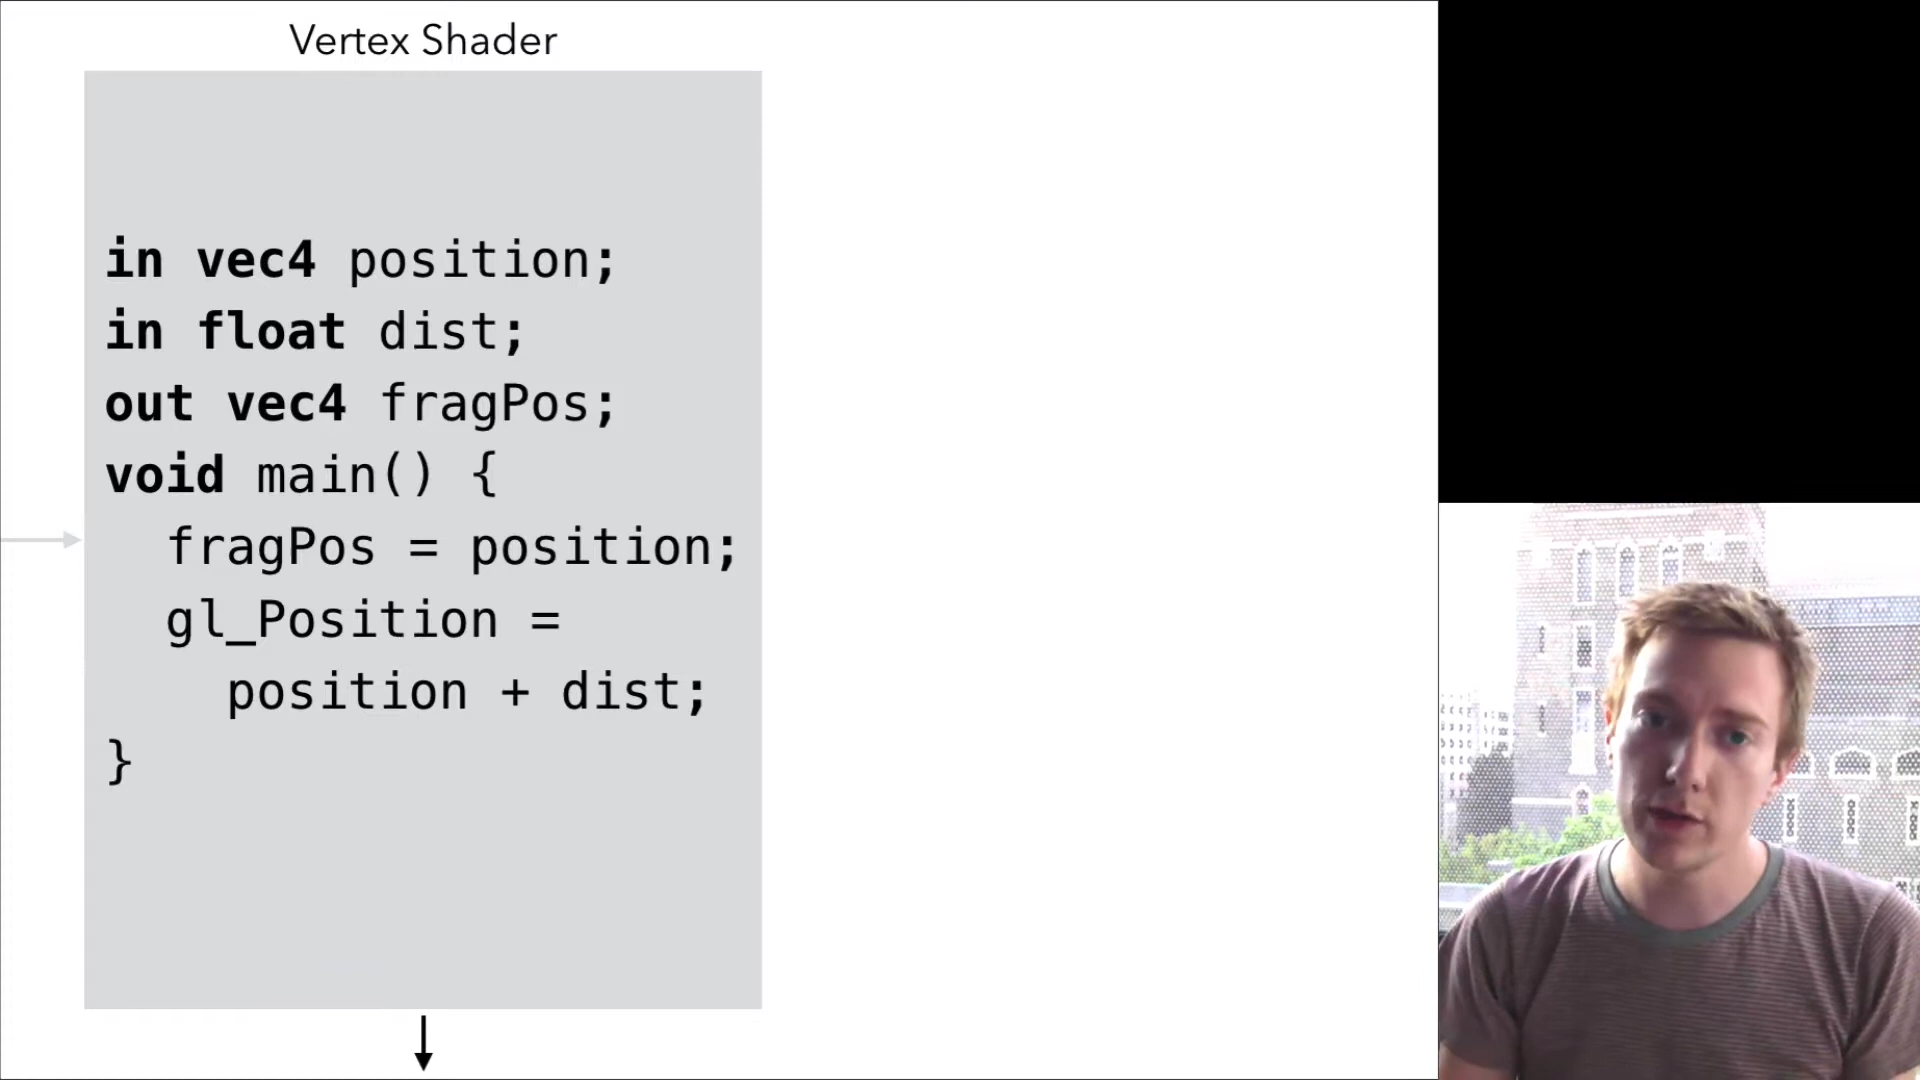 Vertex Shader
in vec4 position;
in float dist;
out vec4 fragPos;
void main() {
  fragPos = position;
  gl_Position =
    position + dist;
}